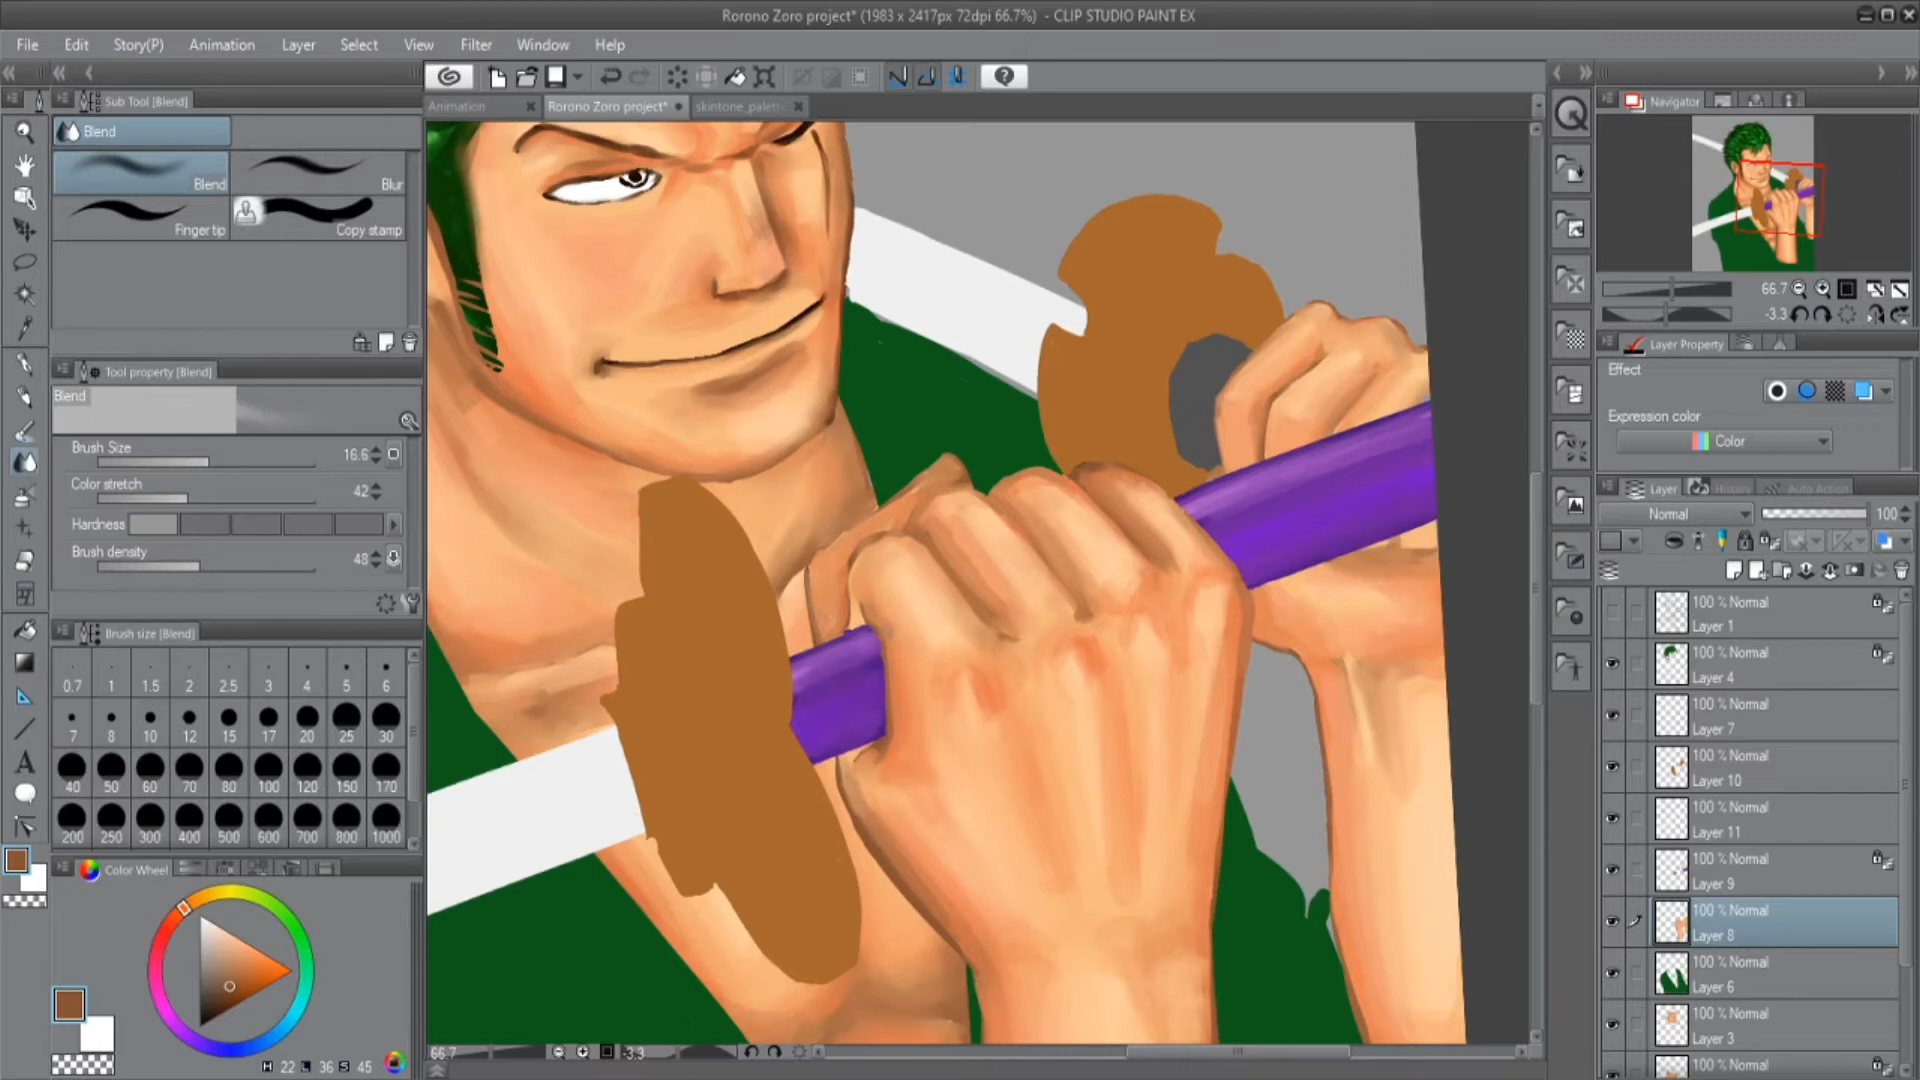 Rorono Zoro project* (1983 x 2417px 72dpi 66.7%) - CLIP STUDIO PAINT EX
File Edit Story(P) Animation Layer Select View Filter Window Help
Sub Tool [Blend]
Blend
Blend
Blur
Finger tip
Copy stamp
Tool property [Blend]
Blend
Brush Size 16.6
Color stretch 42
Hardness
Brush density 48
Brush size [Blend]
0.7 1 1.5 2 2.5 3 4 5 6
7 8 10 12 15 17 20 25 30
40 50 60 70 80 100 120 150 170
200 250 300 400 500 600 700 800 1000
Color Wheel
H 22 L 36 S 45
Animation
Rorono Zoro project*
skintone_palett
66.7
-3.3
Navigator
66.7
-3.3
Layer Property
Effect
Expression color
Color
Layer History Auto Action
Normal 100
100 % Normal
Layer 1
100 % Normal
Layer 4
100 % Normal
Layer 7
100 % Normal
Layer 10
100 % Normal
Layer 11
100 % Normal
Layer 9
100 % Normal
Layer 8
100 % Normal
Layer 6
100 % Normal
Layer 3
100 % Normal